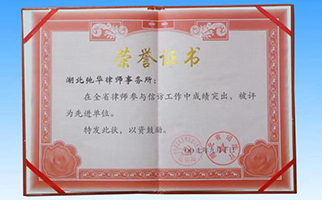 荣誉证书
湖北弛华律师事务所：
在全省律师参与信访工作中成绩突出，被评
为先进单位。
特发此状，以资鼓励。